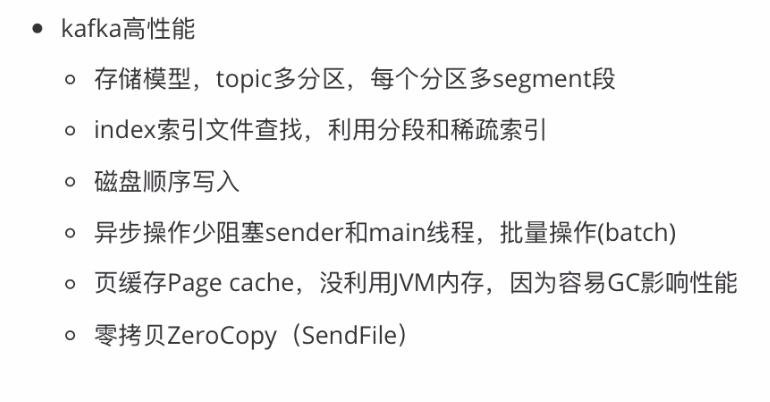 kafka高性能
存储模型，topic多分区，每个分区多segment段
index索引文件查找，利用分段和稀疏索引
磁盘顺序写入
异步操作少阻塞sender和main线程，批量操作(batch)
页缓存Page cache，没利用JVM内存，因为容易GC影响性能
零拷贝ZeroCopy（SendFile）